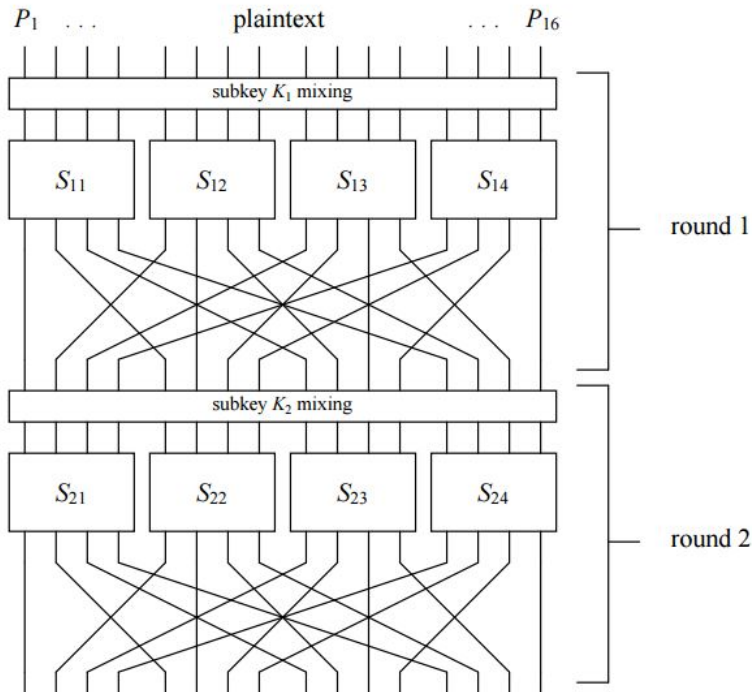 P₁ . . . plaintext . . . P₁₆
subkey K₁ mixing
S₁₁ S₁₂ S₁₃ S₁₄
round 1
subkey K₂ mixing
S₂₁ S₂₂ S₂₃ S₂₄
round 2